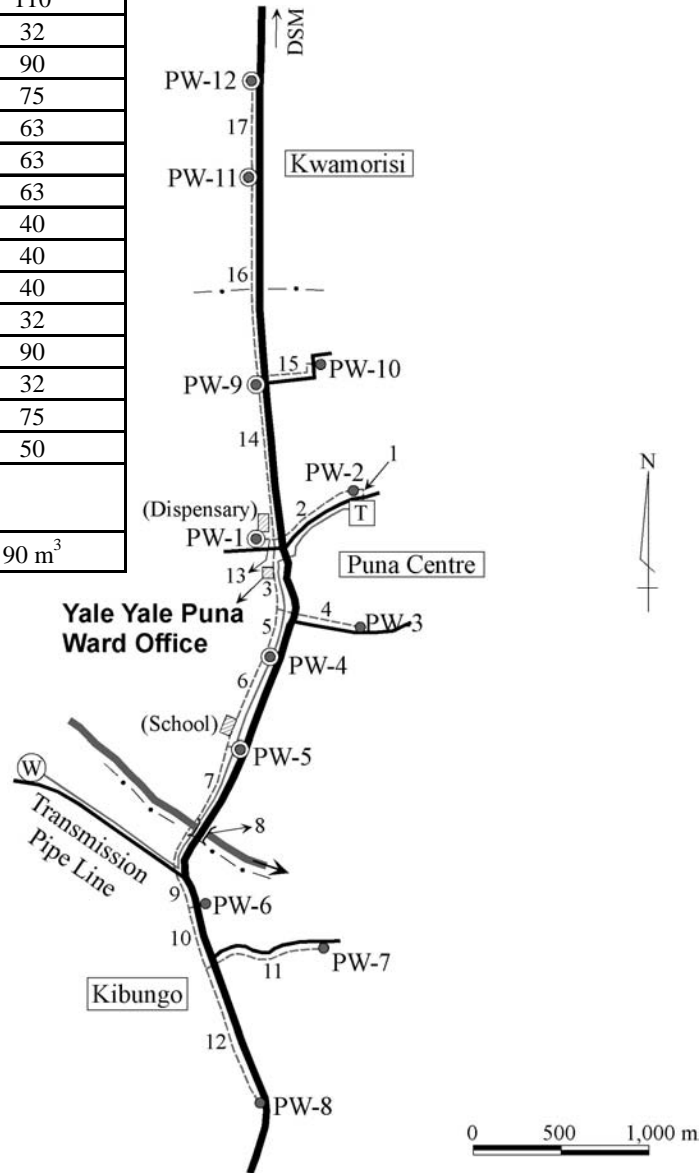 110
32
90
75
63
63
63
40
40
40
32
90
32
75
50
90 m³
DSM
PW-12
17
Kwamorisi
PW-11
16
15
PW-10
PW-9
14
N
1
PW-2
(Dispensary)
2
T
PW-1
Puna Centre
13
3
Yale Yale Puna
Ward Office
4
PW-3
5
PW-4
6
(School)
PW-5
W
7
8
Transmission
Pipe Line
9
PW-6
10
PW-7
11
Kibungo
12
PW-8
0 500 1,000 m